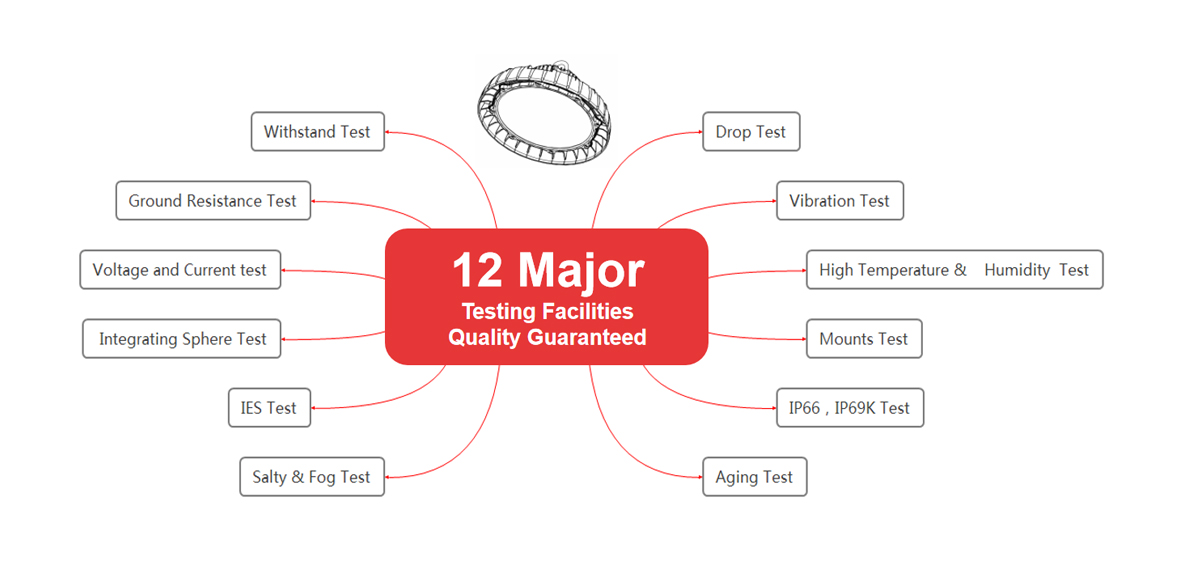 Withstand Test
Drop Test
Ground Resistance Test
Vibration Test
12 Major
Testing Facilities
Quality Guaranteed
Voltage and Current test
High Temperature & Humidity Test
Integrating Sphere Test
Mounts Test
IES Test
IP66 , IP69K Test
Salty & Fog Test
Aging Test